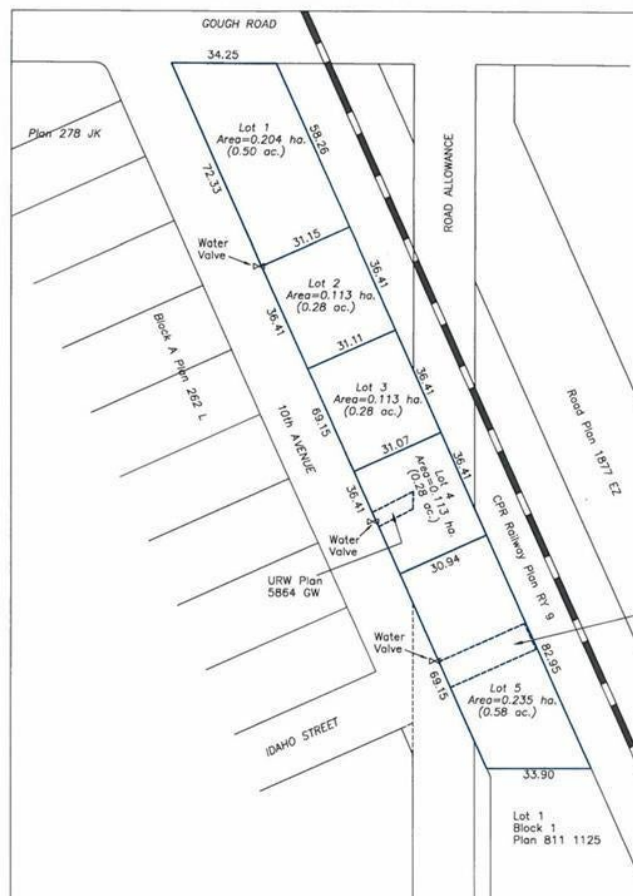 GOUGH ROAD
34.25
Plan 278 JK
Lot 1
Area=0.204 ha.
(0.50 ac.)
58.26
72.33
ROAD ALLOWANCE
31.15
Water
Valve
Lot 2
Area=0.113 ha.
(0.28 ac.)
36.41
36.41
31.11
Block A Plan 262 L
Lot 3
Area=0.113 ha.
(0.28 ac.)
36.41
69.15
10th AVENUE
31.07
Road Plan 1877 EZ
Lot 4
Area=0.113 ha.
(0.28 ac.)
36.41
36.41
CPR Railway Plan RY 9
Water
Valve
30.94
URW Plan
5864 GW
Water
Valve
82.95
69.15
Lot 5
Area=0.235 ha.
(0.58 ac.)
IDAHO STREET
33.90
Lot 1
Block 1
Plan 811 1125